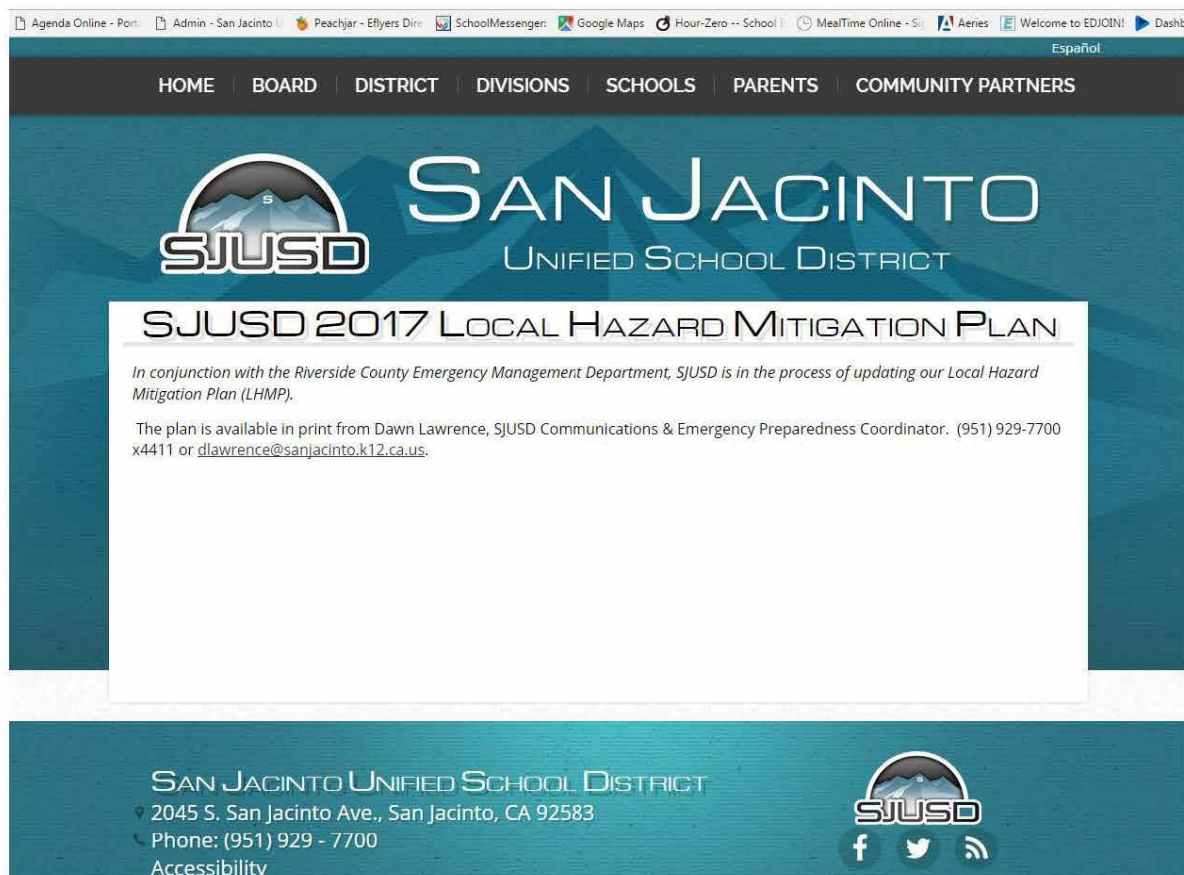 Agenda Online - Port
Admin - San Jacinto U
Peachjar - Eflyers Dire
SchoolMessenger:
Google Maps
Hour-Zero -- School E
MealTime Online - Sig
Aeries
Welcome to EDJOIN!
Dashb
Español
HOME
BOARD
DISTRICT
DIVISIONS
SCHOOLS
PARENTS
COMMUNITY PARTNERS
S
SJUSD
SAN JACINTO
UNIFIED SCHOOL DISTRICT
SJUSD 2017 LOCAL HAZARD MITIGATION PLAN
In conjunction with the Riverside County Emergency Management Department, SJUSD is in the process of updating our Local Hazard
Mitigation Plan (LHMP).
The plan is available in print from Dawn Lawrence, SJUSD Communications & Emergency Preparedness Coordinator. (951) 929-7700
x4411 or dlawrence@sanjacinto.k12.ca.us.
SAN JACINTO UNIFIED SCHOOL DISTRICT
2045 S. San Jacinto Ave., San Jacinto, CA 92583
Phone: (951) 929 - 7700
Accessibility
SJUSD